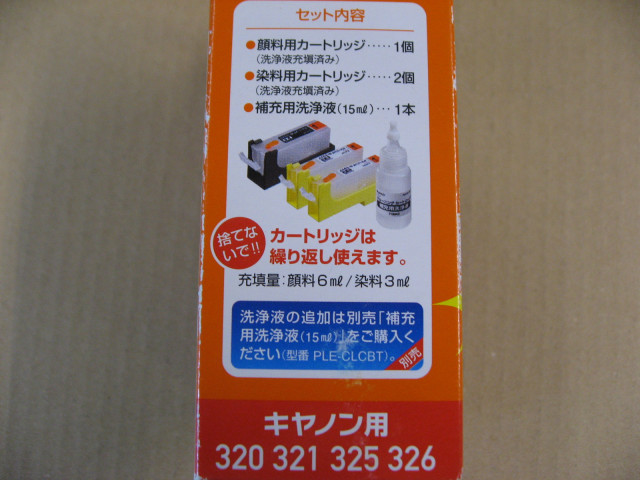 セット内容
●顔料用カートリッジ‥‥‥1個
(洗浄液充填済み)
●染料用カートリッジ‥‥‥2個
(洗浄液充填済み)
●補充用洗浄液(15㎖)‥‥1本
補充用洗浄液
捨てな
いで!!
カートリッジは
繰り返し使えます。
充填量:顔料6㎖/染料3㎖
洗浄液の追加は別売「補充
用洗浄液(15㎖)」をご購入く
ださい(型番 PLE-CLCBT)。
別売
キヤノン用
320 321 325 326